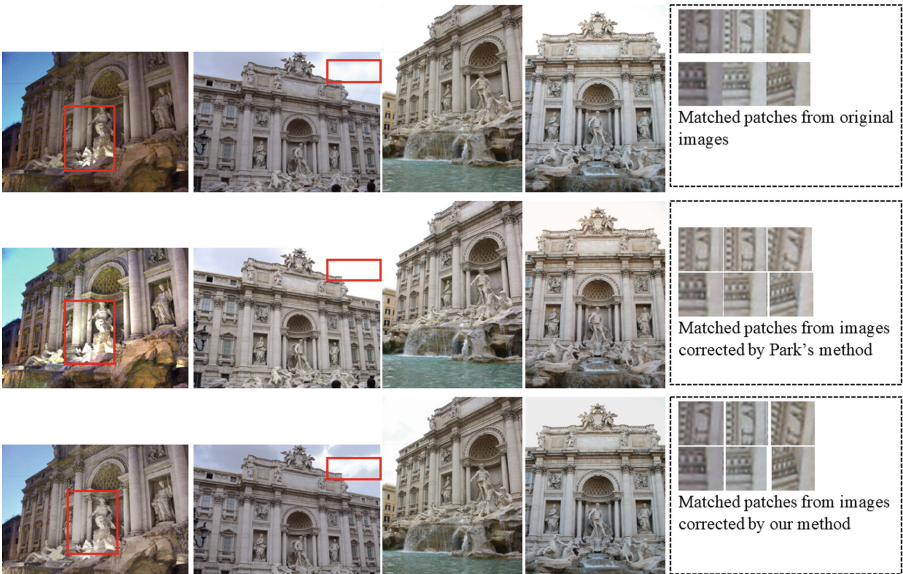 Matched patches from original
images
Matched patches from images
corrected by Park’s method
Matched patches from images
corrected by our method